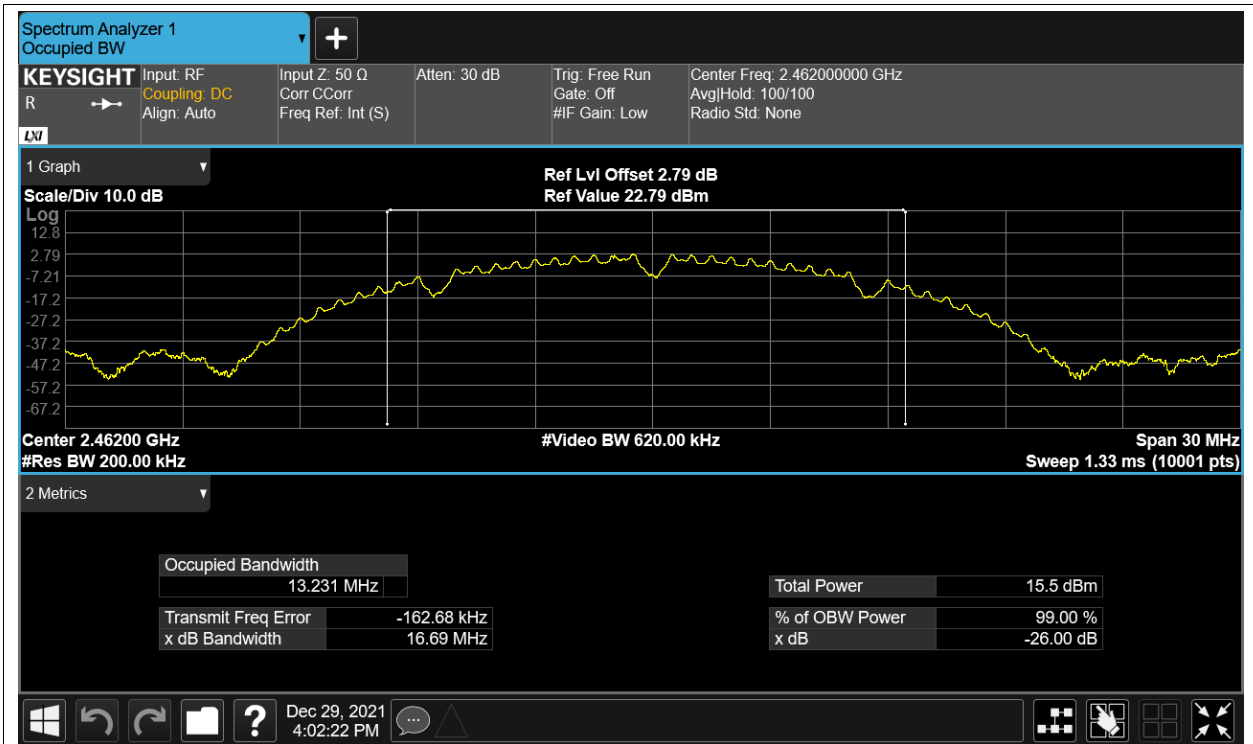 Spectrum Analyzer 1
Occupied BW
KEYSIGHT
R
LXI
Input: RF
Coupling: DC
Align: Auto
Input Z: 50 Ω
Corr CCorr
Freq Ref: Int (S)
Atten: 30 dB
Trig: Free Run
Gate: Off
#IF Gain: Low
Center Freq: 2.462000000 GHz
Avg|Hold: 100/100
Radio Std: None
1 Graph
Scale/Div 10.0 dB
Ref Lvl Offset 2.79 dB
Ref Value 22.79 dBm
Log
12.8
2.79
-7.21
-17.2
-27.2
-37.2
-47.2
-57.2
-67.2
Center 2.46200 GHz
#Video BW 620.00 kHz
Span 30 MHz
#Res BW 200.00 kHz
Sweep 1.33 ms (10001 pts)
2 Metrics
Occupied Bandwidth
13.231 MHz
Total Power 15.5 dBm
Transmit Freq Error -162.68 kHz
% of OBW Power 99.00 %
x dB Bandwidth 16.69 MHz
x dB -26.00 dB
?
Dec 29, 2021
4:02:22 PM